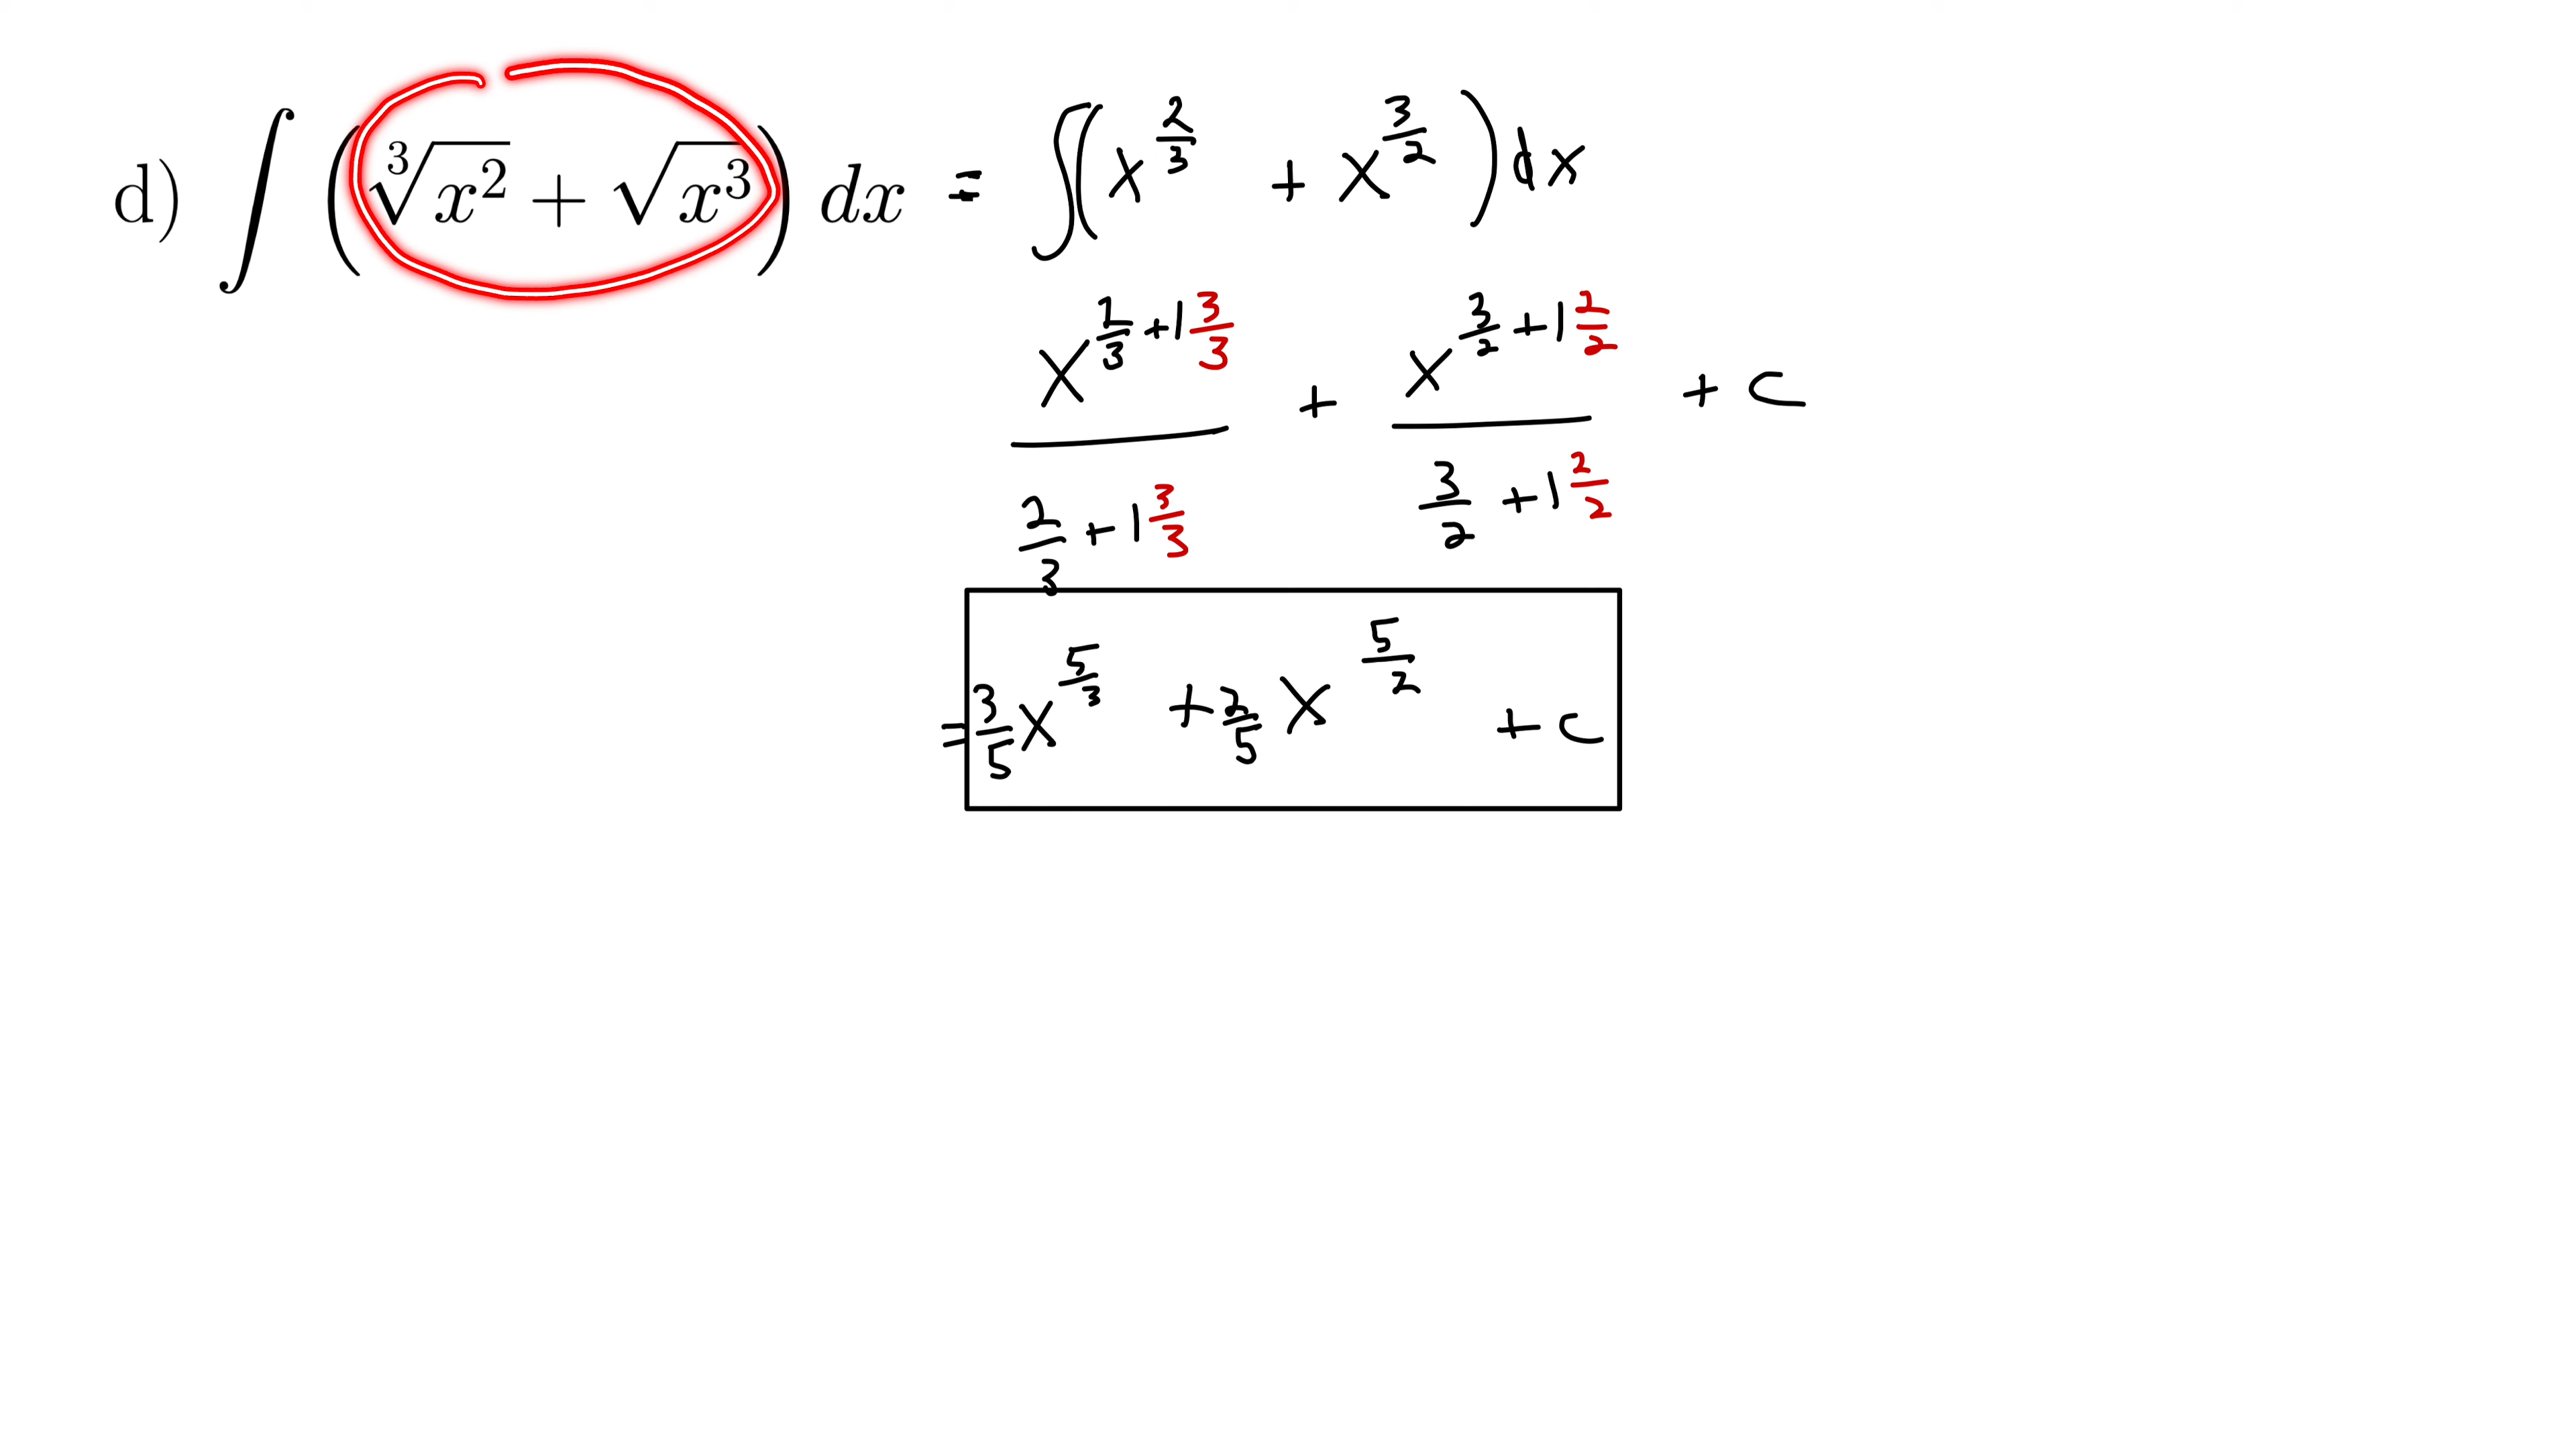 d) ∫ (∛x² + √x³) dx = ∫(x^(2/3) + x^(3/2)) dx
x^(2/3 + 1 3/3) / (2/3 + 1 3/3) + x^(3/2 + 1 2/2) / (3/2 + 1 2/2) + c
= 3/5 x^(5/3) + 2/5 x^(5/2) + c